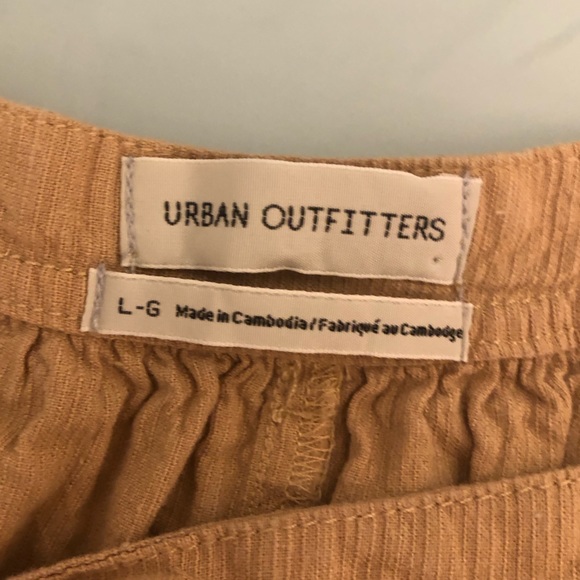 URBAN OUTFITTERS
L-G Made in Cambodia/Fabriqué au Cambodge